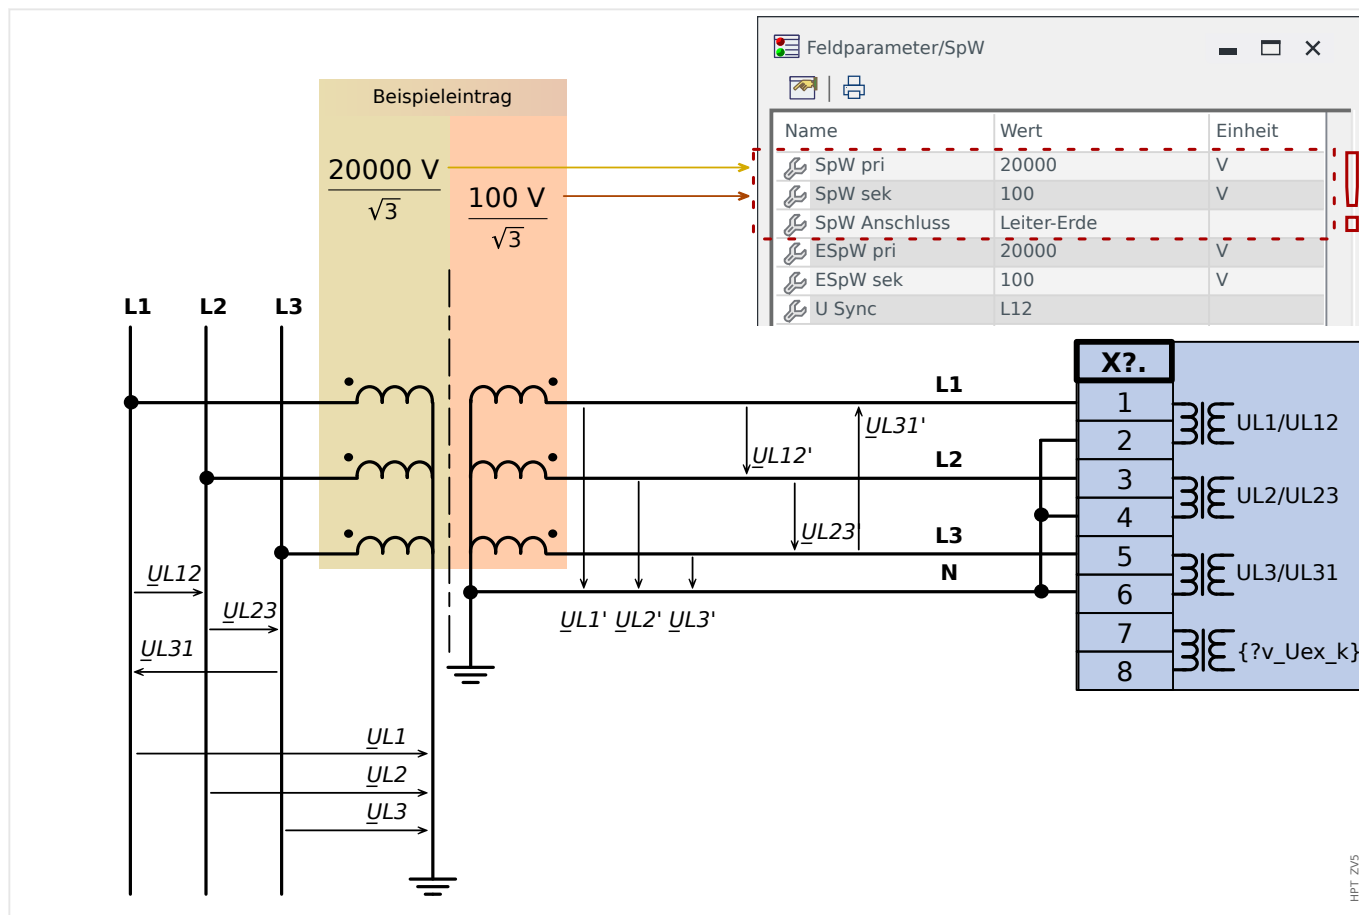 Feldparameter/SpW
Name Wert Einheit
SpW pri 20000 V
SpW sek 100 V
SpW Anschluss Leiter-Erde
ESpW pri 20000 V
ESpW sek 100 V
U Sync L12
Beispieleintrag
20000 V
√3
100 V
√3
L1 L2 L3
L1
L2
L3
N
UL31'
UL12'
UL23'
UL1' UL2' UL3'
UL12
UL23
UL31
UL1
UL2
UL3
X?.
1
2
3
4
5
6
7
8
UL1/UL12
UL2/UL23
UL3/UL31
{?v_Uex_k}
HPT_ZV5